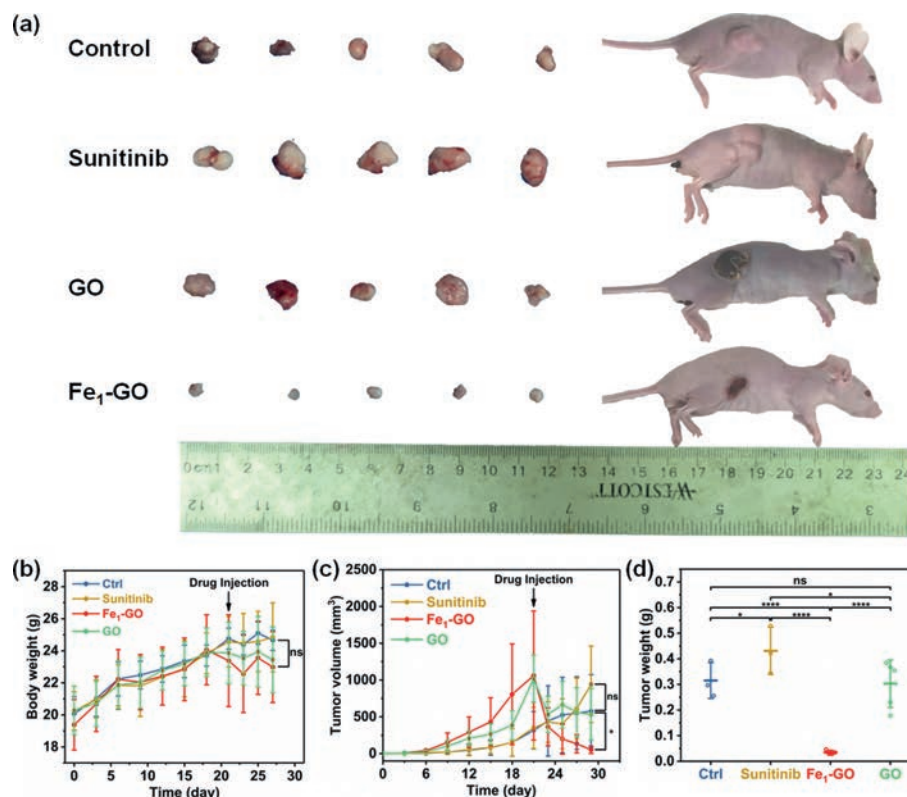 (a)
Control
Sunitinib
GO
Fe₁-GO
0 cm 1 2 3 4 5 6 7 8 9 10 11 12 13 14 15 16 17 18 19 20 21 22 23 24
WESTCOTT
12 11 10 9 8 7 6 5 4 3
(b)
Ctrl
Sunitinib
Fe₁-GO
GO
Drug Injection
ns
Body weight (g)
28
26
24
22
20
18
0 5 10 15 20 25 30
Time (day)
(c)
Drug Injection
Ctrl
Sunitinib
Fe₁-GO
GO
ns
*
Tumor volume (mm³)
2500
2000
1500
1000
500
0
0 6 12 18 24 30
Time (day)
(d)
ns
*
**** ****
* ****
Tumor weight (g)
0.7
0.6
0.5
0.4
0.3
0.2
0.1
0.0
Ctrl Sunitinib Fe₁-GO GO